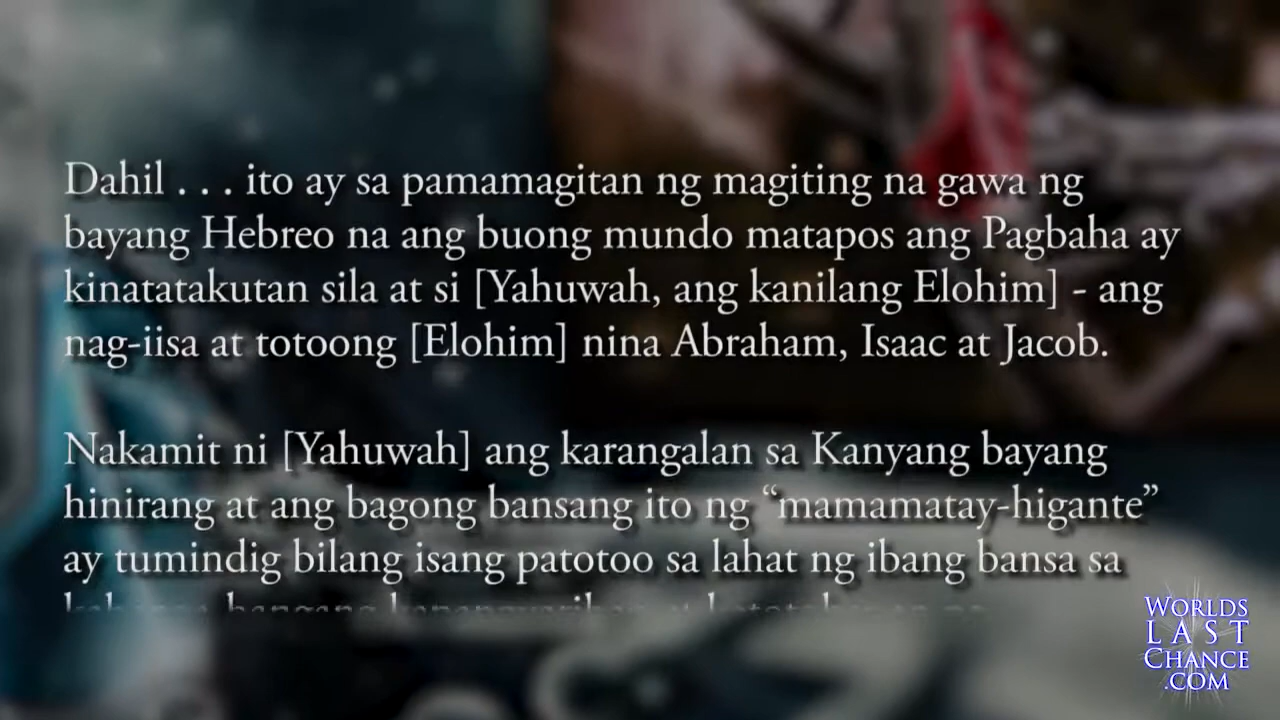 Dahil . . . ito ay sa pamamagitan ng magiting na gawa ng
bayang Hebreo na ang buong mundo matapos ang Pagbaha ay
kinatatakutan sila at si [Yahuwah, ang kanilang Elohim] - ang
nag-iisa at totoong [Elohim] nina Abraham, Isaac at Jacob.
Nakamit ni [Yahuwah] ang karangalan sa Kanyang bayang
hinirang at ang bagong bansang ito ng “mamamatay-higante”
ay tumindig bilang isang patotoo sa lahat ng ibang bansa sa
WORLDS
LAST
CHANCE
.COM